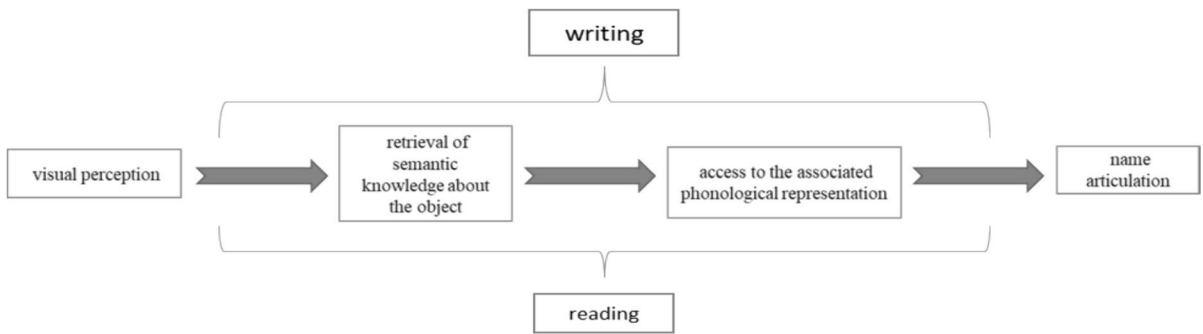 writing
visual perception
retrieval of
semantic
knowledge about
the object
access to the associated
phonological representation
name
articulation
reading